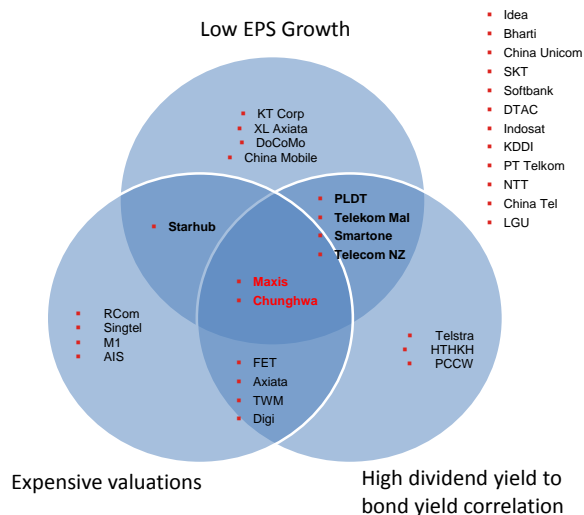 Low EPS Growth
Idea
Bharti
China Unicom
SKT
Softbank
DTAC
Indosat
KDDI
PT Telkom
NTT
China Tel
LGU
KT Corp
XL Axiata
DoCoMo
China Mobile
Starhub
PLDT
Telekom Mal
Smartone
Telecom NZ
Maxis
Chunghwa
RCom
Singtel
M1
AIS
FET
Axiata
TWM
Digi
Telstra
HTHKH
PCCW
Expensive valuations
High dividend yield to
bond yield correlation